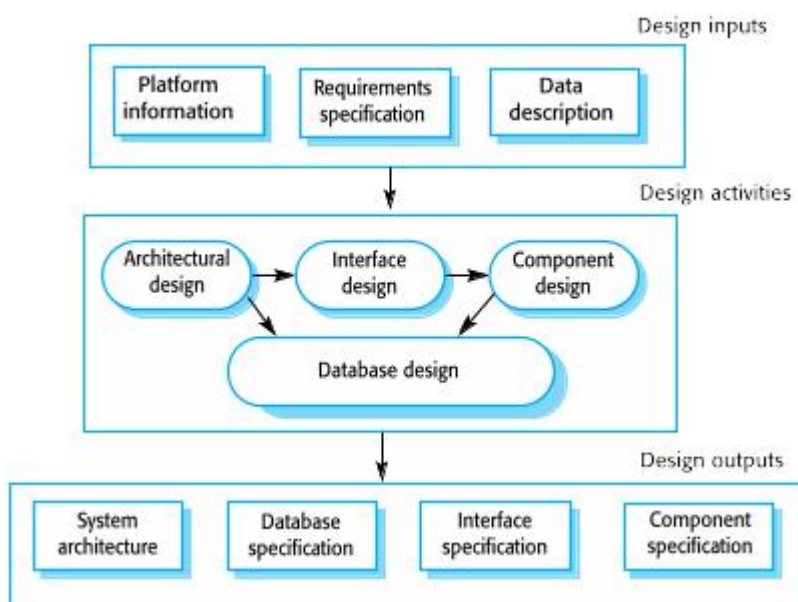 Design inputs
Platform
information
Requirements
specification
Data
description
Design activities
Architectural
design
Interface
design
Component
design
Database design
Design outputs
System
architecture
Database
specification
Interface
specification
Component
specification